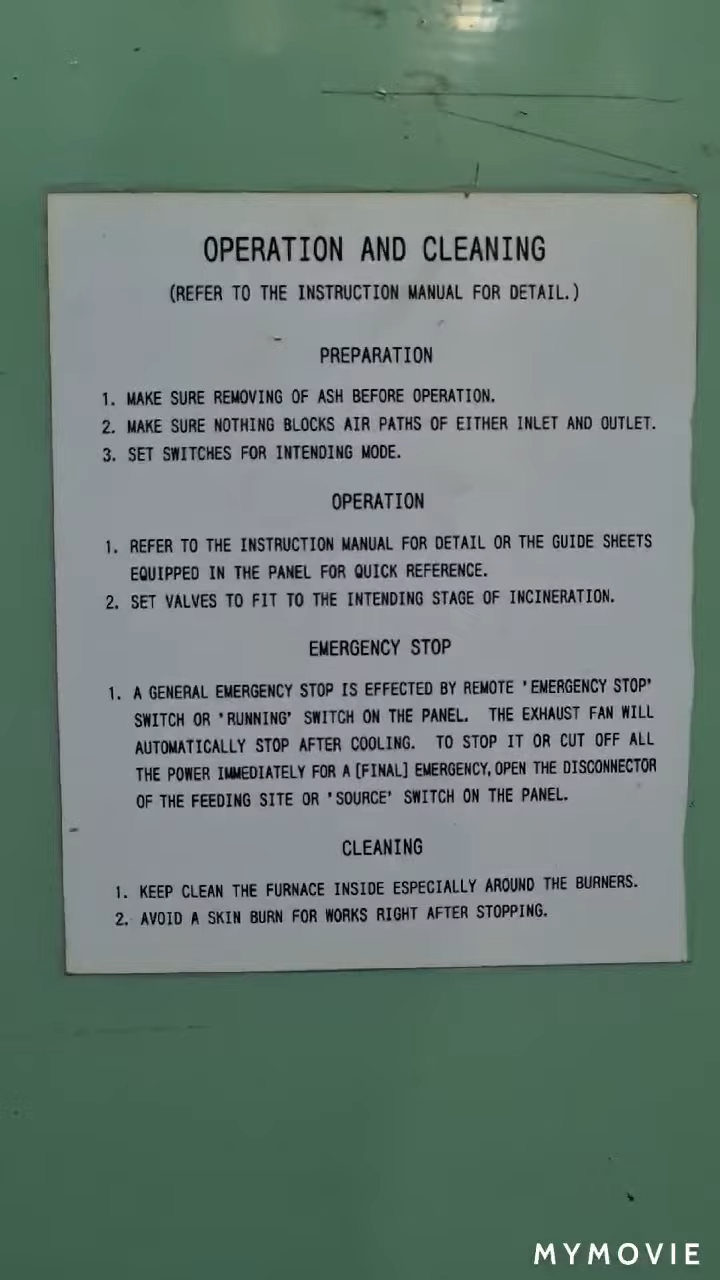 OPERATION AND CLEANING
(REFER TO THE INSTRUCTION MANUAL FOR DETAIL.)
PREPARATION
1. MAKE SURE REMOVING OF ASH BEFORE OPERATION.
2. MAKE SURE NOTHING BLOCKS AIR PATHS OF EITHER INLET AND OUTLET.
3. SET SWITCHES FOR INTENDING MODE.
OPERATION
1. REFER TO THE INSTRUCTION MANUAL FOR DETAIL OR THE GUIDE SHEETS
EQUIPPED IN THE PANEL FOR QUICK REFERENCE.
2. SET VALVES TO FIT TO THE INTENDING STAGE OF INCINERATION.
EMERGENCY STOP
1. A GENERAL EMERGENCY STOP IS EFFECTED BY REMOTE 'EMERGENCY STOP'
SWITCH OR 'RUNNING' SWITCH ON THE PANEL. THE EXHAUST FAN WILL
AUTOMATICALLY STOP AFTER COOLING. TO STOP IT OR CUT OFF ALL
THE POWER IMMEDIATELY FOR A [FINAL] EMERGENCY, OPEN THE DISCONNECTOR
OF THE FEEDING SITE OR 'SOURCE' SWITCH ON THE PANEL.
CLEANING
1. KEEP CLEAN THE FURNACE INSIDE ESPECIALLY AROUND THE BURNERS.
2. AVOID A SKIN BURN FOR WORKS RIGHT AFTER STOPPING.
MYMOVIE